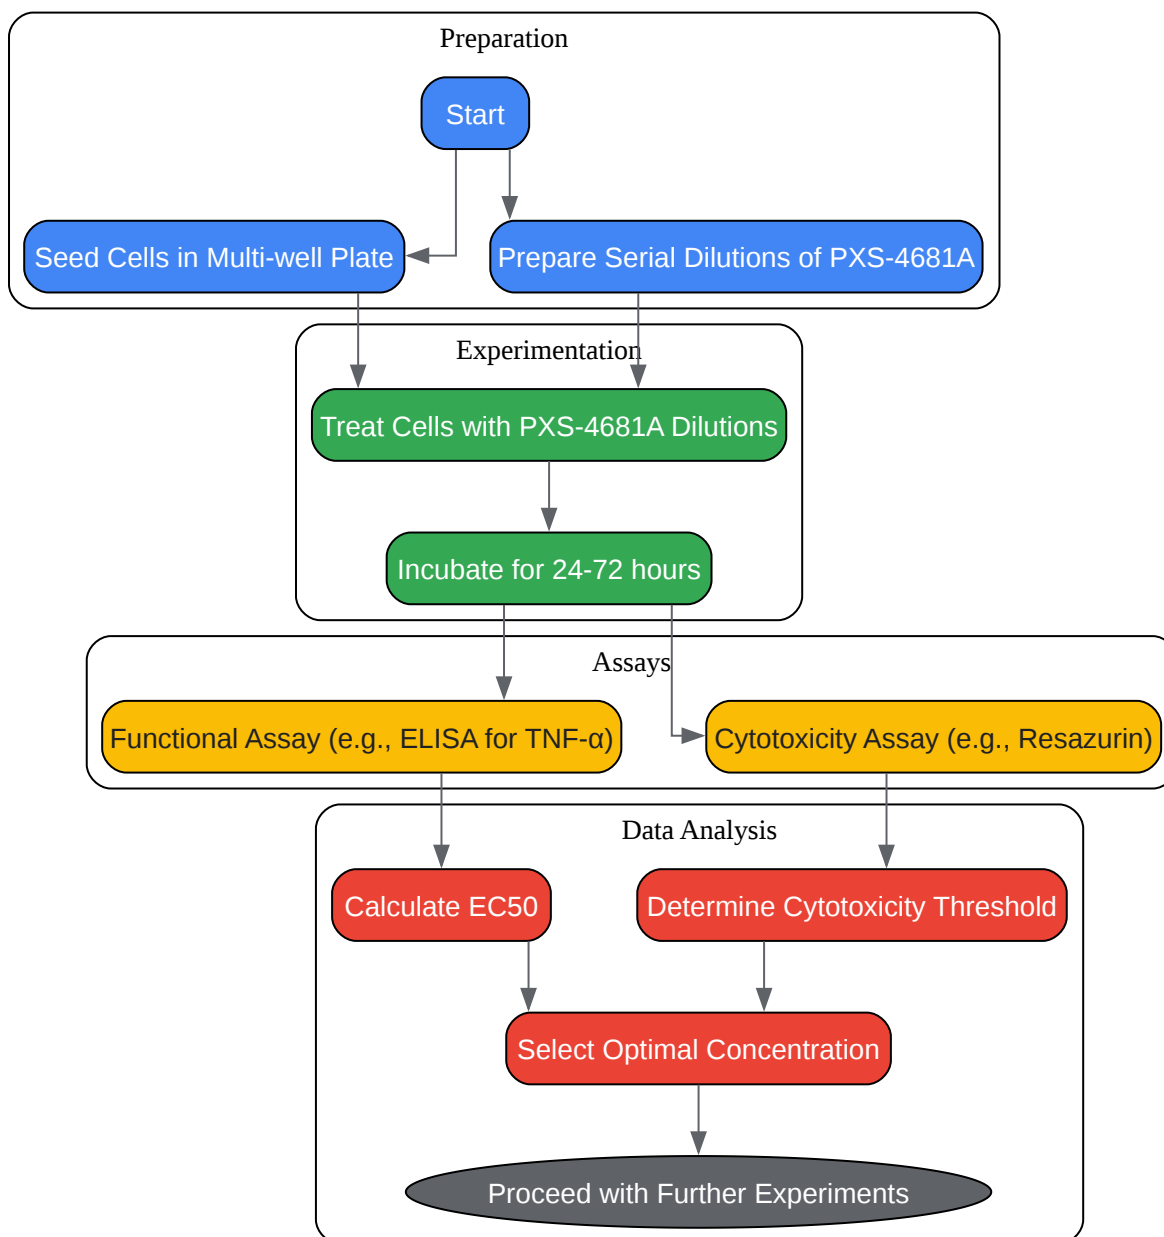 Preparation
Start
Seed Cells in Multi-well Plate
Prepare Serial Dilutions of PXS-4681A
Experimentation
Treat Cells with PXS-4681A Dilutions
Incubate for 24-72 hours
Assays
Functional Assay (e.g., ELISA for TNF-α)
Cytotoxicity Assay (e.g., Resazurin)
Data Analysis
Calculate EC50
Determine Cytotoxicity Threshold
Select Optimal Concentration
Proceed with Further Experiments